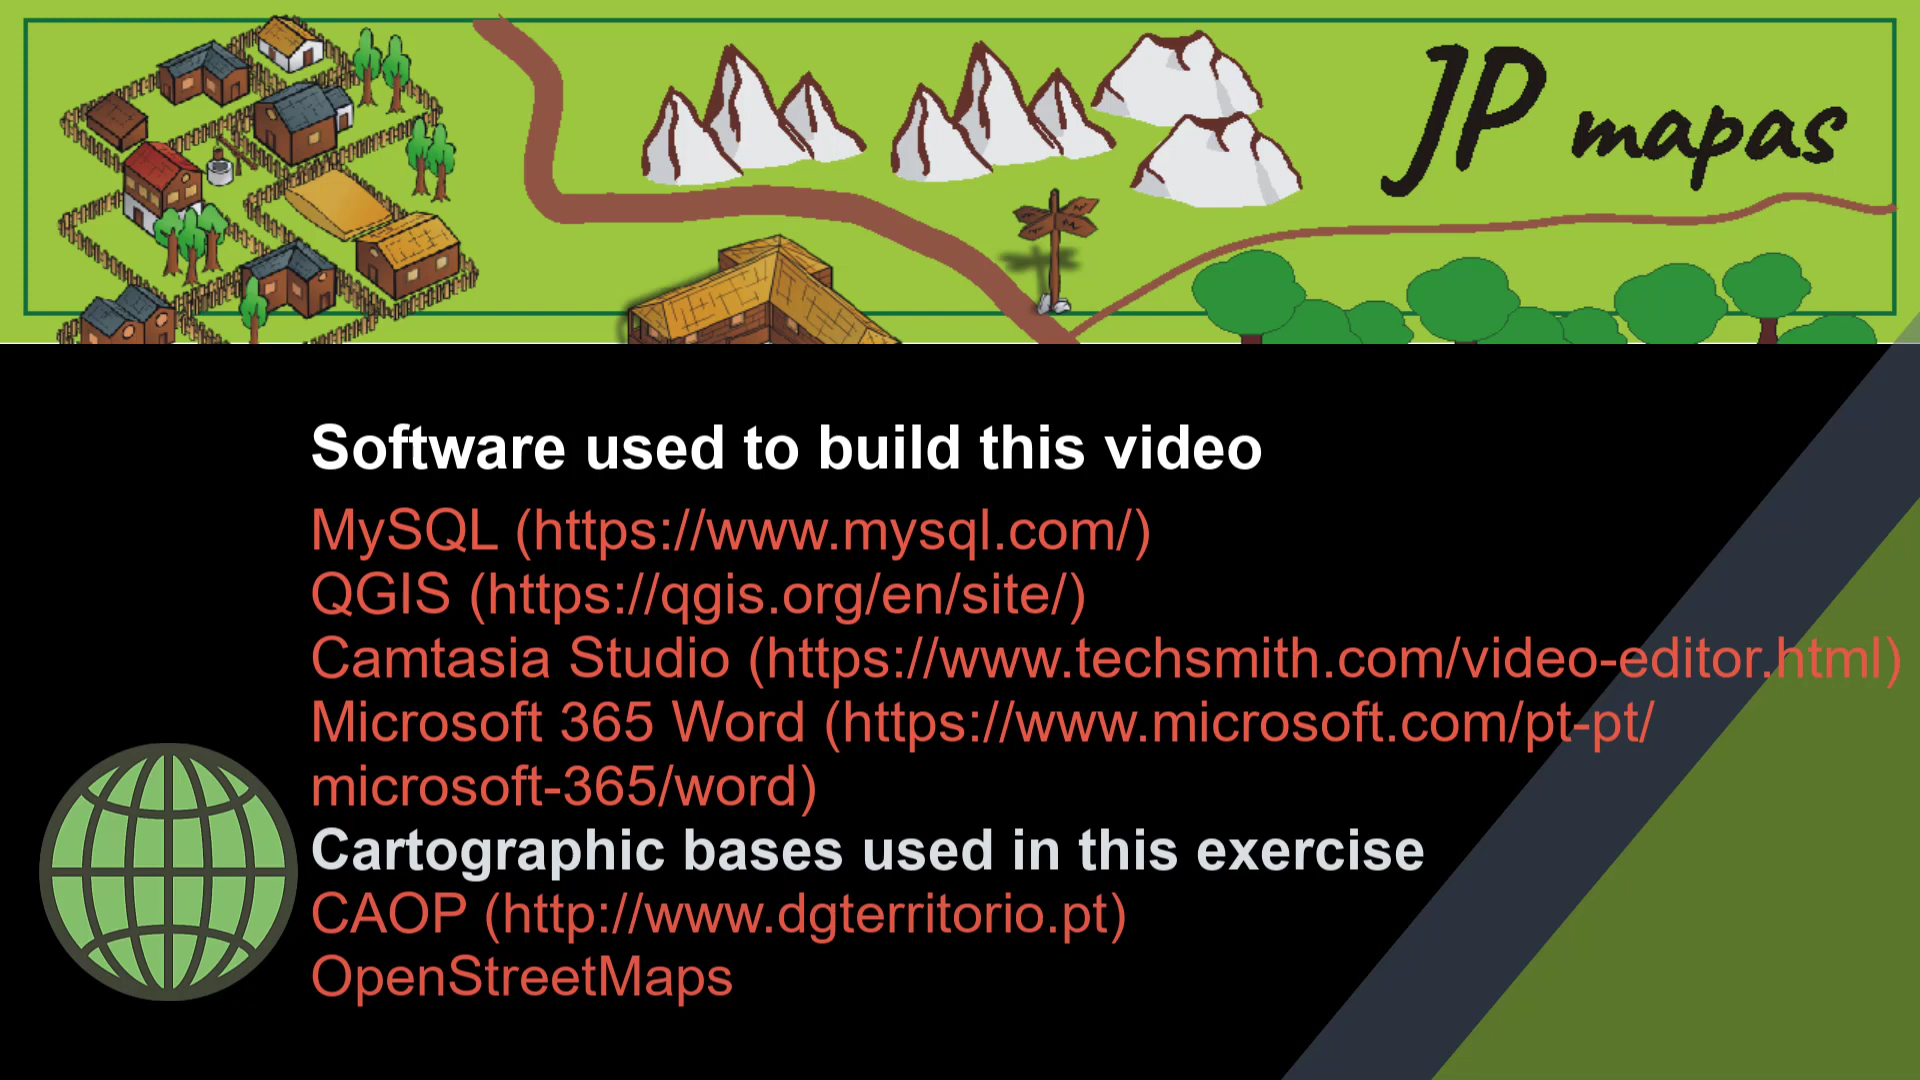 JP mapas
Software used to build this video
MySQL (https://www.mysql.com/)
QGIS (https://qgis.org/en/site/)
Camtasia Studio (https://www.techsmith.com/video-editor.html)
Microsoft 365 Word (https://www.microsoft.com/pt-pt/
microsoft-365/word)
Cartographic bases used in this exercise
CAOP (http://www.dgterritorio.pt)
OpenStreetMaps